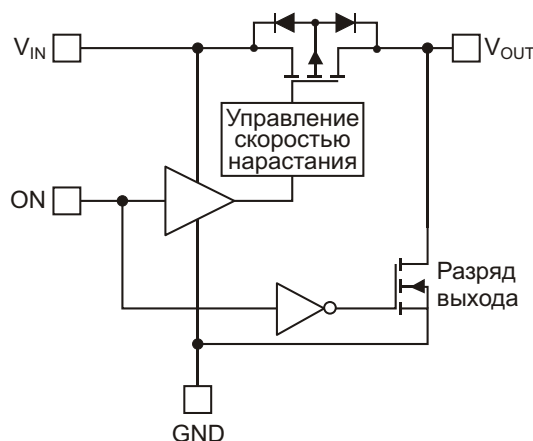 V_IN
V_OUT
Управление
скоростью
нарастания
ON
Разряд
выхода
GND